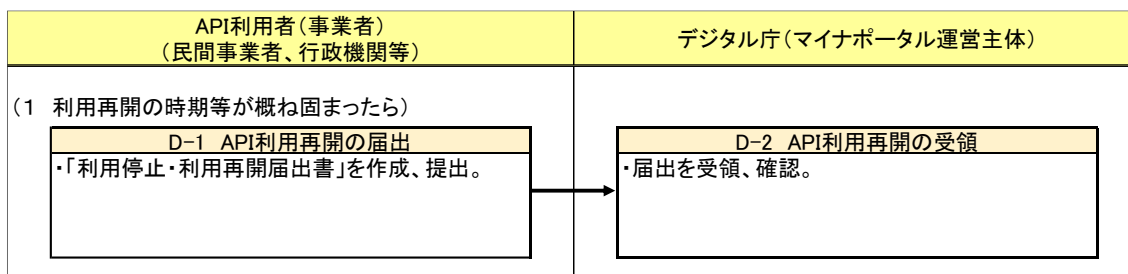 API利用者(事業者)
(民間事業者、行政機関等)
デジタル庁(マイナポータル運営主体)
(1 利用再開の時期等が概ね固まったら)
D-1 API利用再開の届出
・「利用停止・利用再開届出書」を作成、提出。
D-2 API利用再開の受領
・届出を受領、確認。